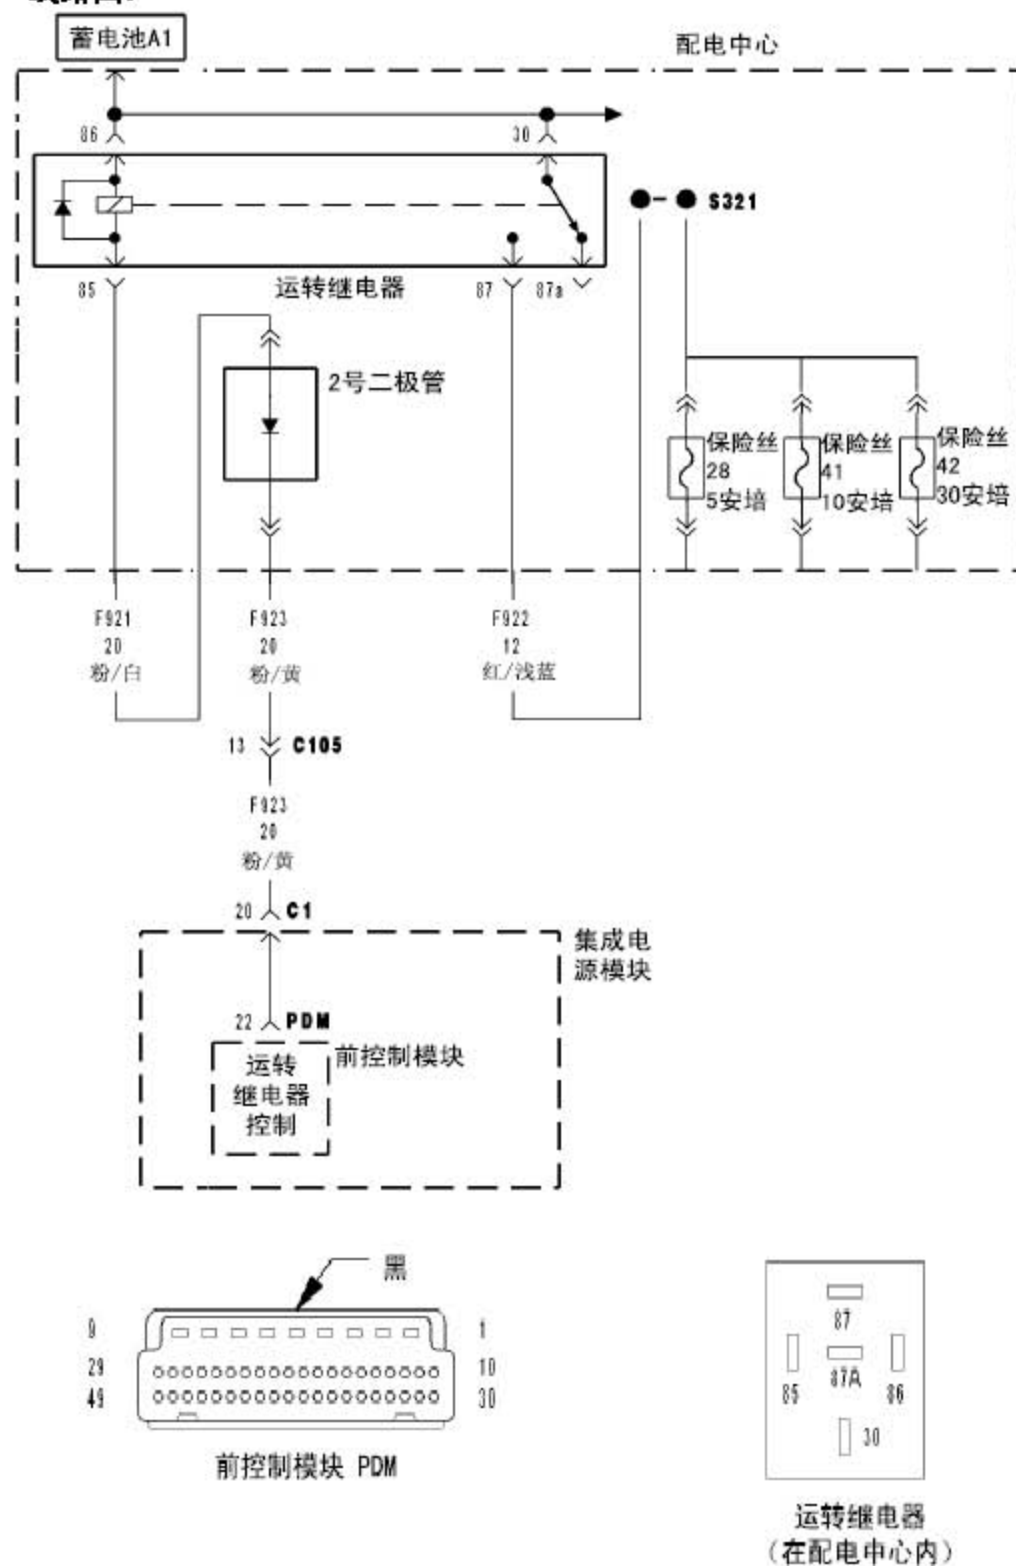 蓄电池A1
配电中心
86
30
S321
85
运转继电器
87
87a
2号二极管
保险丝
28
5安培
保险丝
41
10安培
保险丝
42
30安培
F921
20
粉/白
F923
20
粉/黄
F922
12
红/浅蓝
13
C105
F923
20
粉/黄
20
C1
集成电
源模块
22
PDM
前控制模块
运转
继电器
控制
黑
9
1
29
10
49
30
前控制模块 PDM
87
85
87A
86
30
运转继电器
(在配电中心内)